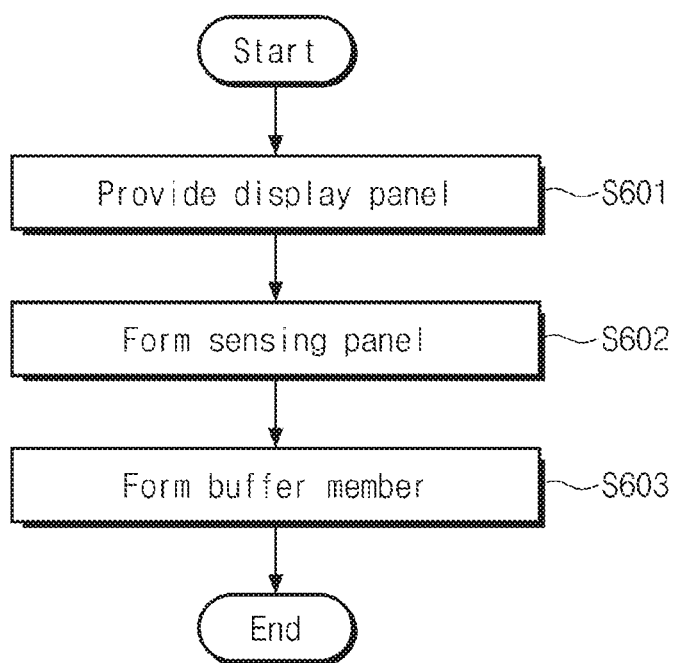 Start
Provide display panel
S601
Form sensing panel
S602
Form buffer member
S603
End